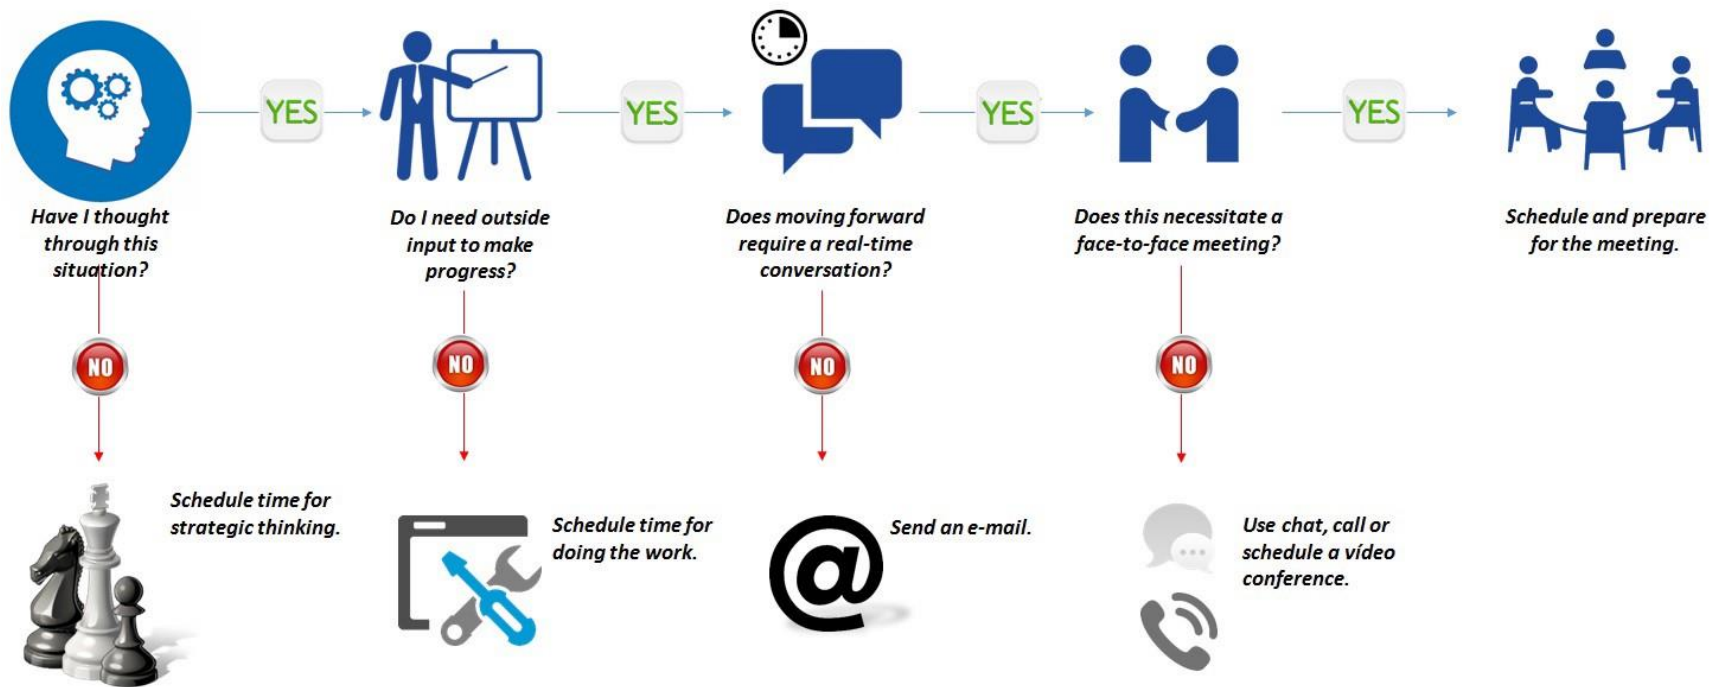 YES
YES
YES
YES
Have I thought
through this
situation?
Do I need outside
input to make
progress?
Does moving forward
require a real-time
conversation?
Does this necessitate a
face-to-face meeting?
Schedule and prepare
for the meeting.
NO
NO
NO
NO
Schedule time for
strategic thinking.
Schedule time for
doing the work.
@
Send an e-mail.
Use chat, call or
schedule a vídeo
conference.